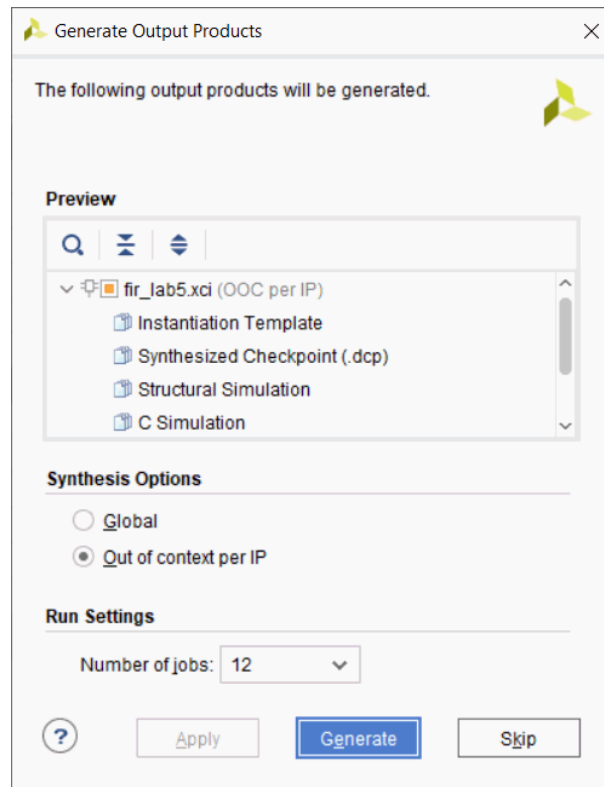 Generate Output Products
The following output products will be generated.
Preview
fir_lab5.xci (OOC per IP)
Instantiation Template
Synthesized Checkpoint (.dcp)
Structural Simulation
C Simulation
Synthesis Options
Global
Out of context per IP
Run Settings
Number of jobs: 12
? Apply Generate Skip